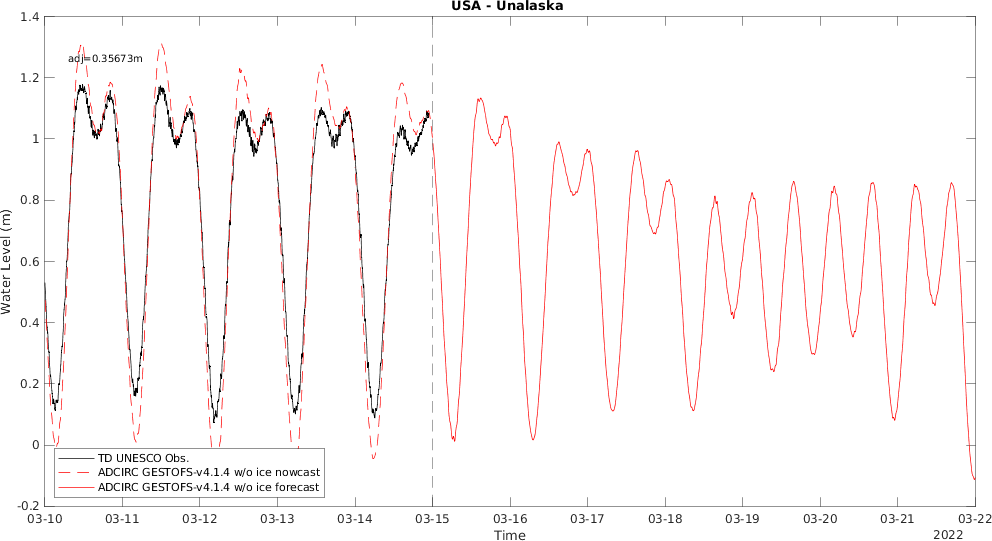 USA - Unalaska
adj=0.35673m
Water Level (m)
1.4
1.2
1
0.8
0.6
0.4
0.2
0
-0.2
TD UNESCO Obs.
ADCIRC GESTOFS-v4.1.4 w/o ice nowcast
ADCIRC GESTOFS-v4.1.4 w/o ice forecast
03-10 03-11 03-12 03-13 03-14 03-15 03-16 03-17 03-18 03-19 03-20 03-21 03-22
Time
2022